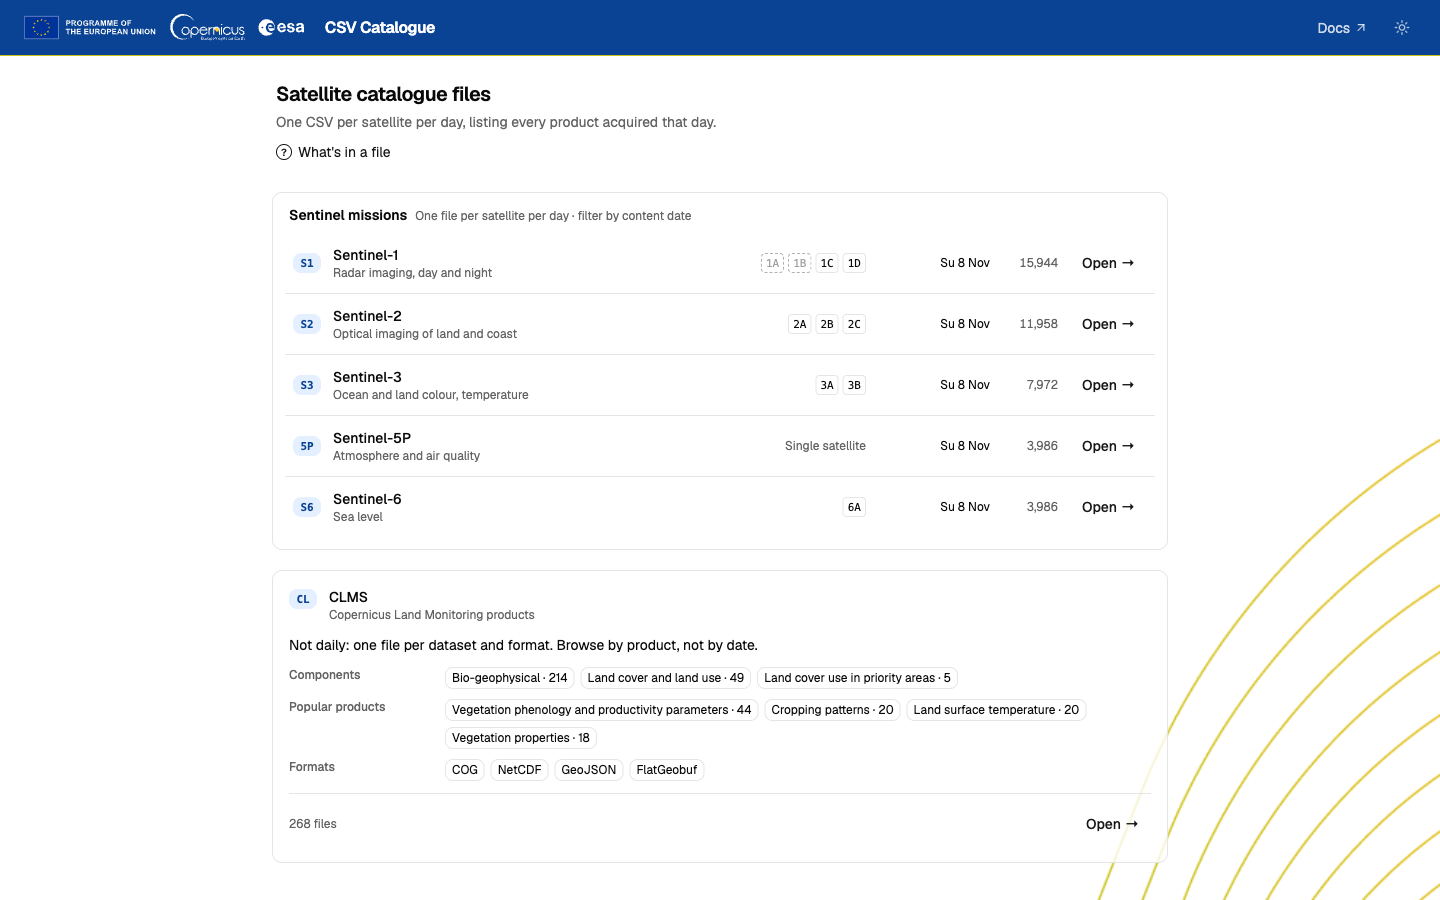 PROGRAMME OF
THE EUROPEAN UNION
opernicus
esa
CSV Catalogue
Docs ↗
Satellite catalogue files
One CSV per satellite per day, listing every product acquired that day.
? What's in a file
Sentinel missions One file per satellite per day · filter by content date
S1 Sentinel-1 1A 1B 1C 1D Su 8 Nov 15,944 Open →
Radar imaging, day and night
S2 Sentinel-2 2A 2B 2C Su 8 Nov 11,958 Open →
Optical imaging of land and coast
S3 Sentinel-3 3A 3B Su 8 Nov 7,972 Open →
Ocean and land colour, temperature
5P Sentinel-5P Single satellite Su 8 Nov 3,986 Open →
Atmosphere and air quality
S6 Sentinel-6 6A Su 8 Nov 3,986 Open →
Sea level
CL CLMS
Copernicus Land Monitoring products
Not daily: one file per dataset and format. Browse by product, not by date.
Components Bio-geophysical · 214 Land cover and land use · 49 Land cover use in priority areas · 5
Popular products Vegetation phenology and productivity parameters · 44 Cropping patterns · 20 Land surface temperature · 20
Vegetation properties · 18
Formats COG NetCDF GeoJSON FlatGeobuf
268 files Open →